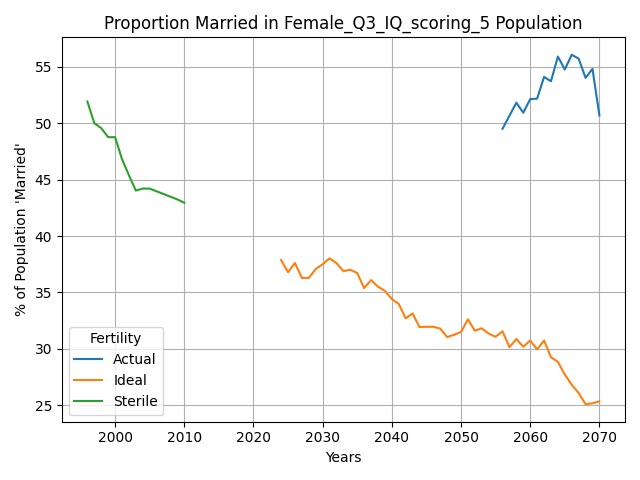 Proportion Married in Female_Q3_IQ_scoring_5 Population
% of Population 'Married'
55
50
45
40
35
30
25
Fertility
Actual
Ideal
Sterile
2000 2010 2020 2030 2040 2050 2060 2070
Years